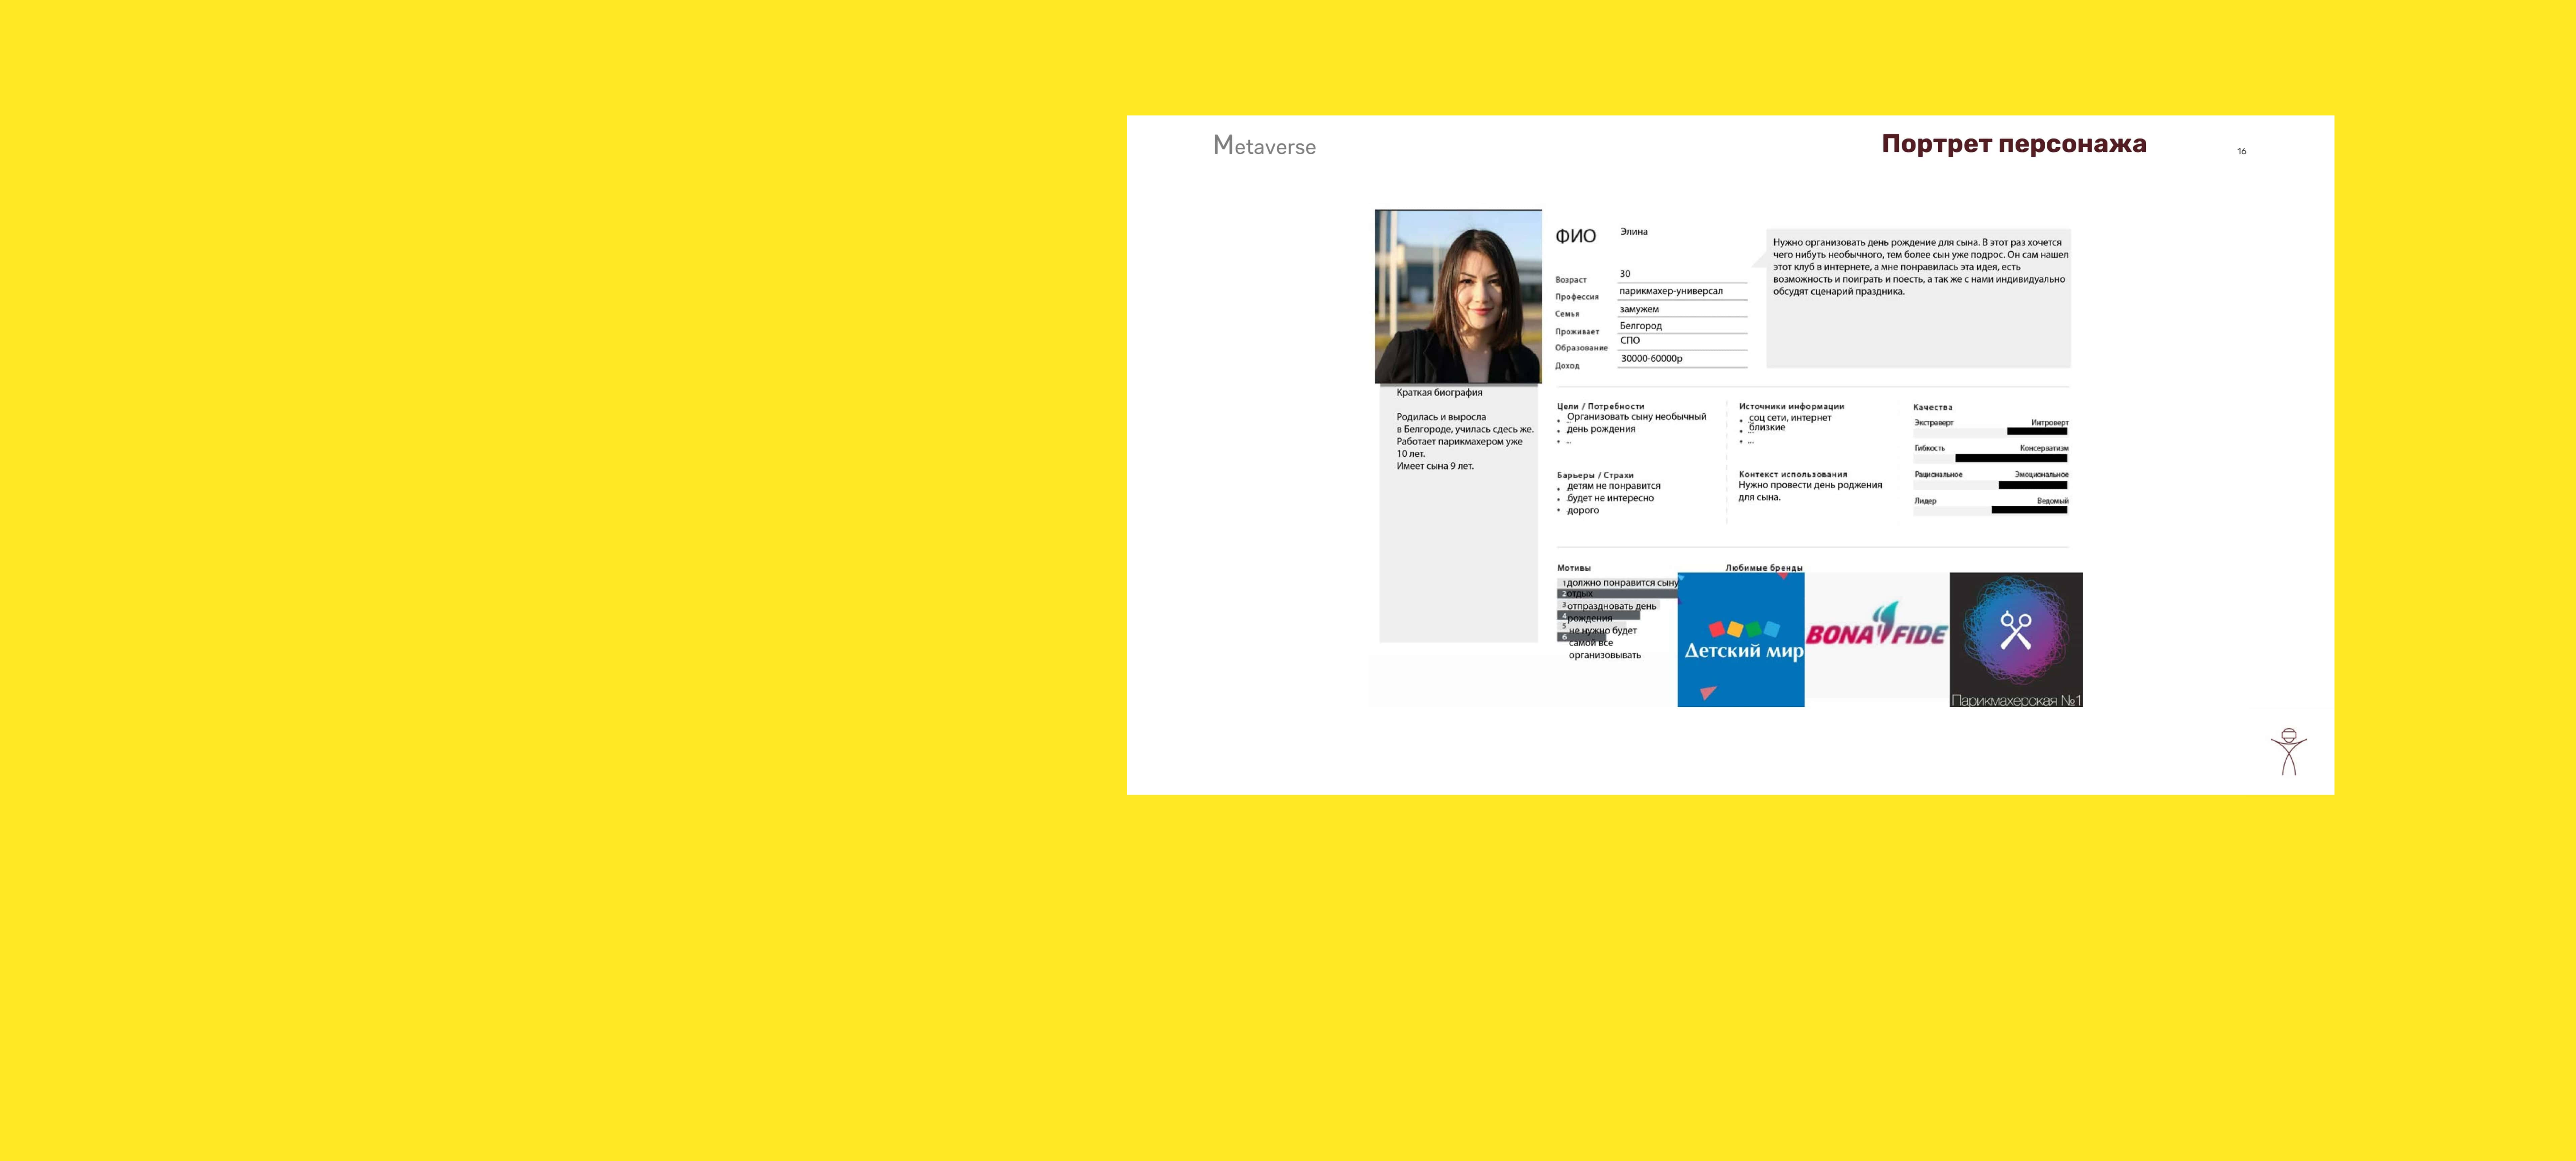 Metaverse
Портрет персонажа
16
ФИО
Элина
Возраст
30
Профессия
парикмахер-универсал
Семья
замужем
Проживает
Белгород
Образование
СПО
Доход
30000-60000р
Нужно организовать день рождение для сына. В этот раз хочется
чего нибуть необычного, тем более сын уже подрос. Он сам нашел
этот клуб в интернете, а мне понравилась эта идея, есть
возможность и поиграть и поесть, а так же с нами индивидуально
обсудят сценарий праздника.
Краткая биография
Родилась и выросла
в Белгороде, училась сдесь же.
Работает парикмахером уже
10 лет.
Имеет сына 9 лет.
Цели / Потребности
Организовать сыну необычный
день рождения
...
Барьеры / Страхи
детям не понравится
будет не интересно
дорого
Источники информации
соц сети, интернет
близкие
...
Контекст использования
Нужно провести день роджения
для сына.
Качества
Экстраверт Интроверт
Гибкость Консерватизм
Рациональное Эмоциональное
Лидер Ведомый
Мотивы
1 должно понравится сыну
2 отдых
3 отпраздновать день
4 рождения
5 не нужно будет
6 самой все
организовывать
Любимые бренды
Детский мир
BONA FIDE
Парикмахерская №1